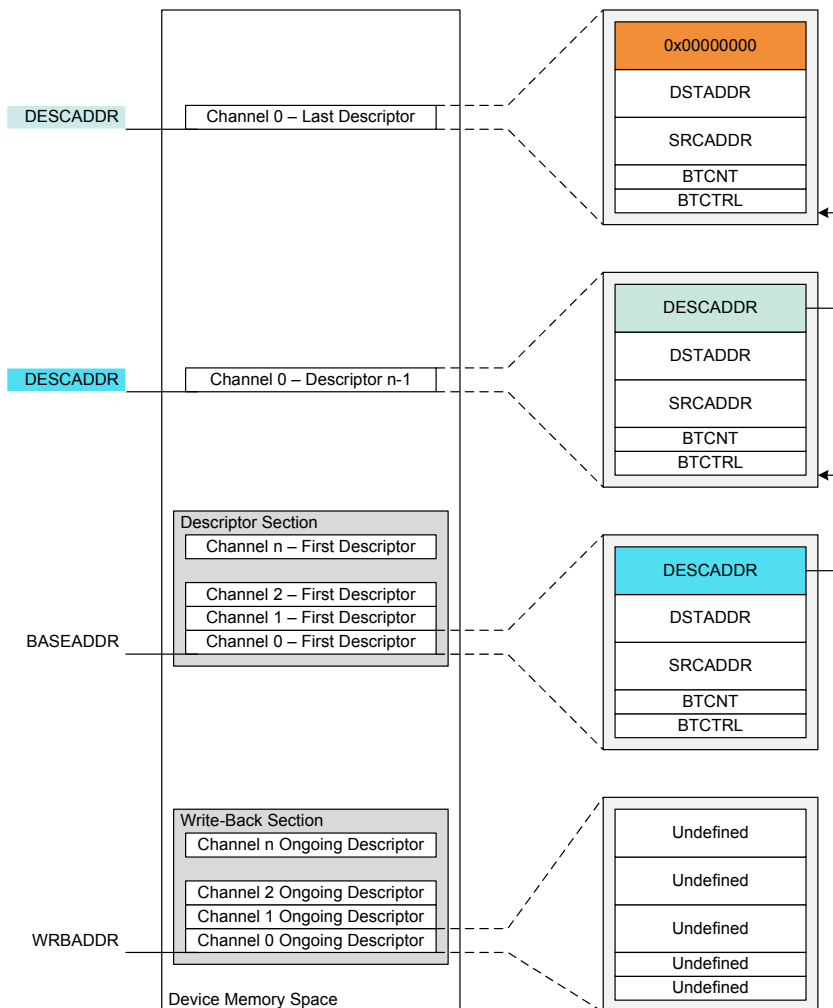 0x00000000
DESCADDR
Channel 0 – Last Descriptor
DSTADDR
SRCADDR
BTCNT
BTCTRL
DESCADDR
DESCADDR
Channel 0 – Descriptor n-1
DSTADDR
SRCADDR
BTCNT
BTCTRL
Descriptor Section
Channel n – First Descriptor
Channel 2 – First Descriptor
Channel 1 – First Descriptor
Channel 0 – First Descriptor
BASEADDR
DESCADDR
DSTADDR
SRCADDR
BTCNT
BTCTRL
Write-Back Section
Channel n Ongoing Descriptor
Channel 2 Ongoing Descriptor
Channel 1 Ongoing Descriptor
Channel 0 Ongoing Descriptor
WRBADDR
Undefined
Undefined
Undefined
Undefined
Undefined
Device Memory Space